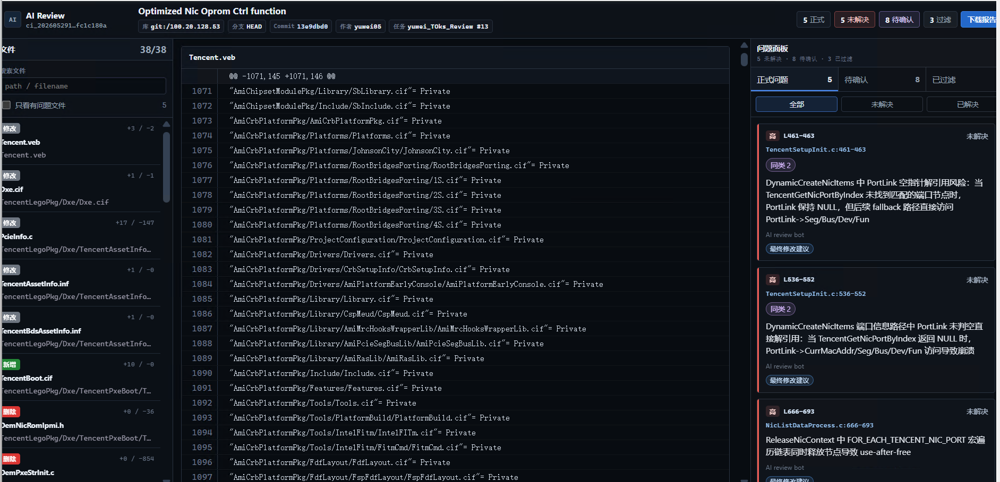 AI
AI Review
ci_202605291…fc1c180a
Optimized Nic Oprom Ctrl function
库 git:/100.20.128.53
分支 HEAD
Commit 13e9dbd0
作者 yuwei05
任务 yuwei_TOks_Review #13
5 正式
5 未解决
8 待确认
3 过滤
下载报告
文件
38/38
搜索文件
path / filename
只看有问题文件
5
修改
+3 / -2
Tencent.veb
Tencent.veb
修改
+1 / -1
Dxe.cif
TencentLegoPkg/Dxe/Dxe.cif
修改
+17 / -147
PcieInfo.c
TencentLegoPkg/Dxe/TencentAssetInfo…
修改
+1 / -0
TencentAssetInfo.inf
TencentLegoPkg/Dxe/TencentAssetInfo…
修改
+1 / -0
TencentBdsAssetInfo.inf
TencentLegoPkg/Dxe/TencentAssetInfo…
新增
+10 / -0
TencentBoot.cif
TencentLegoPkg/Dxe/TencentPxeBoot/T…
删除
+0 / -36
OemNicRomIpmi.h
TencentLegoPkg/Dxe/TencentPxeBoot/T…
删除
+0 / -854
OemPxeStrInit.c
Tencent.veb
@@ -1071,145 +1071,146 @@
1071 "AmiChipsetModulePkg/Library/SbLibrary.cif"= Private
1072 "AmiChipsetModulePkg/Include/SbInclude.cif"= Private
1073 "AmiCrbPlatformPkg/AmiCrbPlatformPkg.cif"= Private
1074 "AmiCrbPlatformPkg/Platforms/Platforms.cif"= Private
1075 "AmiCrbPlatformPkg/Platforms/JohnsonCity/JohnsonCity.cif"= Private
1076 "AmiCrbPlatformPkg/Platforms/RootBridgesPorting/RootBridgesPorting.cif"= Private
1077 "AmiCrbPlatformPkg/Platforms/RootBridgesPorting/1S.cif"= Private
1078 "AmiCrbPlatformPkg/Platforms/RootBridgesPorting/2S.cif"= Private
1079 "AmiCrbPlatformPkg/Platforms/RootBridgesPorting/3S.cif"= Private
1080 "AmiCrbPlatformPkg/Platforms/RootBridgesPorting/4S.cif"= Private
1081 "AmiCrbPlatformPkg/ProjectConfiguration/ProjectConfiguration.cif"= Private
1082 "AmiCrbPlatformPkg/Drivers/Drivers.cif"= Private
1083 "AmiCrbPlatformPkg/Drivers/CrbSetupInfo/CrbSetupInfo.cif"= Private
1084 "AmiCrbPlatformPkg/Drivers/AmiPlatformEarlyConsole/AmiPlatformEarlyConsole.cif"= Private
1085 "AmiCrbPlatformPkg/Library/Library.cif"= Private
1086 "AmiCrbPlatformPkg/Library/CspMeud/CspMeud.cif"= Private
1087 "AmiCrbPlatformPkg/Library/AmiMrcHooksWrapperLib/AmiMrcHooksWrapperLib.cif"= Private
1088 "AmiCrbPlatformPkg/Library/AmiPcieSegBusLib/AmiPcieSegBusLib.cif"= Private
1089 "AmiCrbPlatformPkg/Library/AmiRasLib/AmiRasLib.cif"= Private
1090 "AmiCrbPlatformPkg/Include/Include.cif"= Private
1091 "AmiCrbPlatformPkg/Features/Features.cif"= Private
1092 "AmiCrbPlatformPkg/Tools/Tools.cif"= Private
1093 "AmiCrbPlatformPkg/Tools/PlatformBuild/PlatformBuild.cif"= Private
1094 "AmiCrbPlatformPkg/Tools/IntelFitm/IntelFITm.cif"= Private
1095 "AmiCrbPlatformPkg/Tools/IntelFitm/FitmCmd/FitmCmd.cif"= Private
1096 "AmiCrbPlatformPkg/FdfLayout/FdfLayout.cif"= Private
1097 "AmiCrbPlatformPkg/FdfLayout/FspFdfLayout/FspFdfLayout.cif"= Private
问题面板
5 未解决 · 8 待确认 · 3 已过滤
正式问题 5
待确认 8
已过滤
全部
未解决
已解决
高 L461-463
未解决
TencentSetupInit.c:461-463
同类 2
DynamicCreateNicItems 中 PortLink 空指针解引用风险：当
TencentGetNicPortByIndex 未找到匹配的端口节点时，
PortLink 保持 NULL，但后续 fallback 路径直接访问
PortLink->Seg/Bus/Dev/Fun
AI review bot
最终修改建议
高 L536-552
未解决
TencentSetupInit.c:536-552
同类 2
DynamicCreateNicItems 端口信息路径中 PortLink 未判空直
接解引用：当 TencentGetNicPortByIndex 返回 NULL 时，
PortLink->CurrMacAddr/Seg/Bus/Dev/Fun 访问导致崩溃
AI review bot
最终修改建议
高 L666-693
未解决
NicListDataProcess.c:666-693
ReleaseNicContext 中 FOR_EACH_TENCENT_NIC_PORT 宏遍
历链表同时释放节点导致 use-after-free
AI review bot
最终修改建议